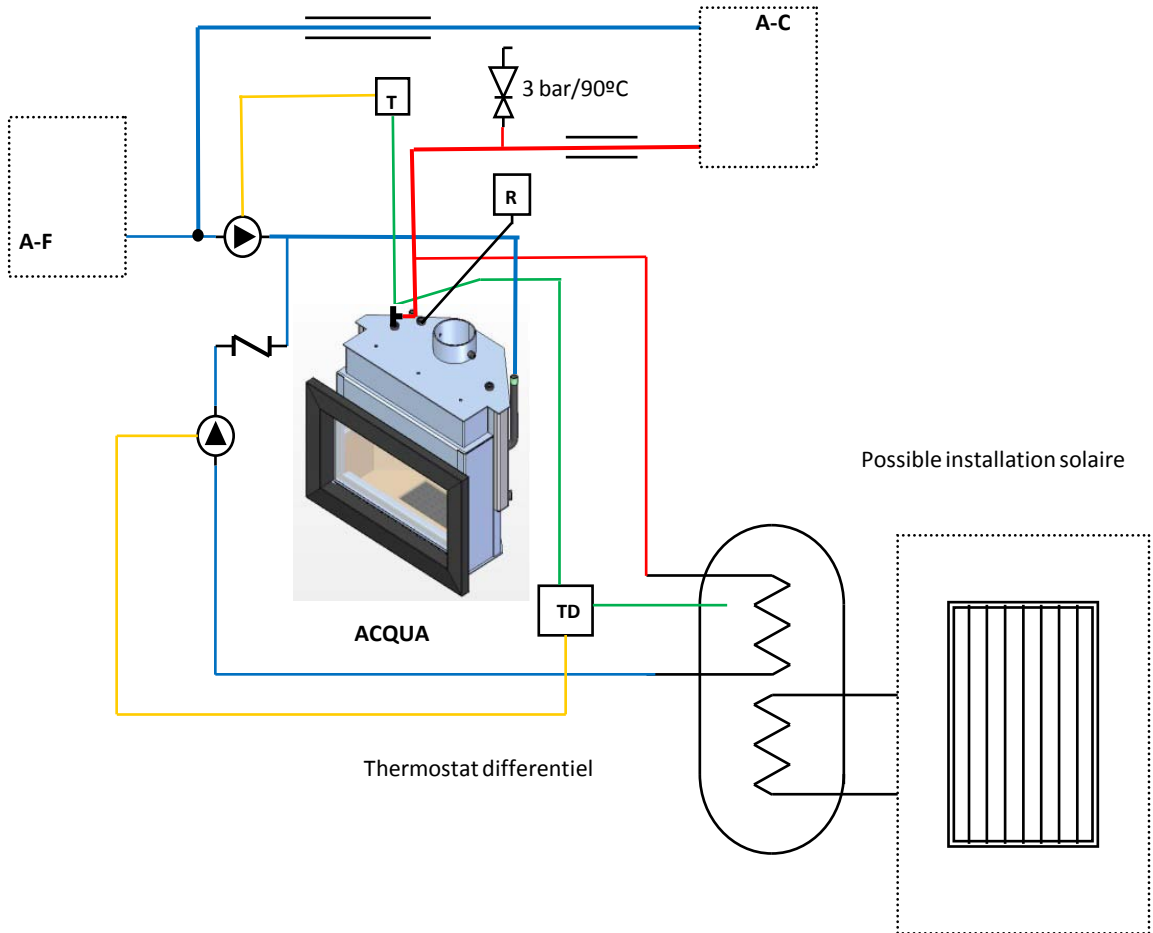 A-C
3 bar/90ºC
T
R
A-F
Possible installation solaire
TD
ACQUA
Thermostat differentiel